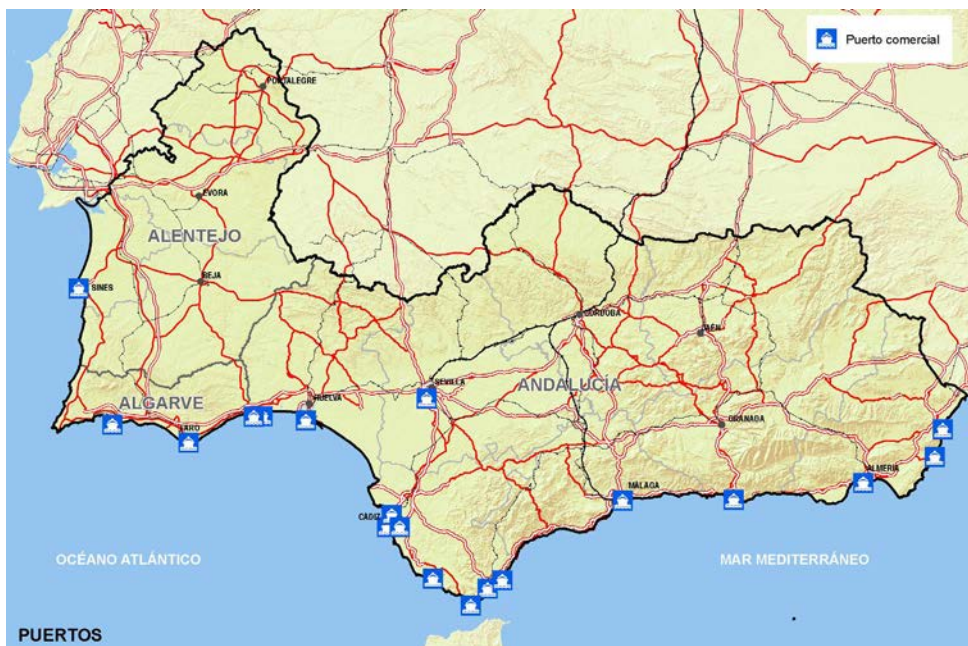 Puerto comercial
PORTALEGRE
EVORA
ALENTEJO
BEJA
SINES
CÓRDOBA
JAÉN
SEVILLA
ANDALUCÍA
ALGARVE
HUELVA
FARO
GRANADA
ALMERÍA
MÁLAGA
CÁDIZ
OCÉANO ATLÁNTICO
MAR MEDITERRÁNEO
PUERTOS